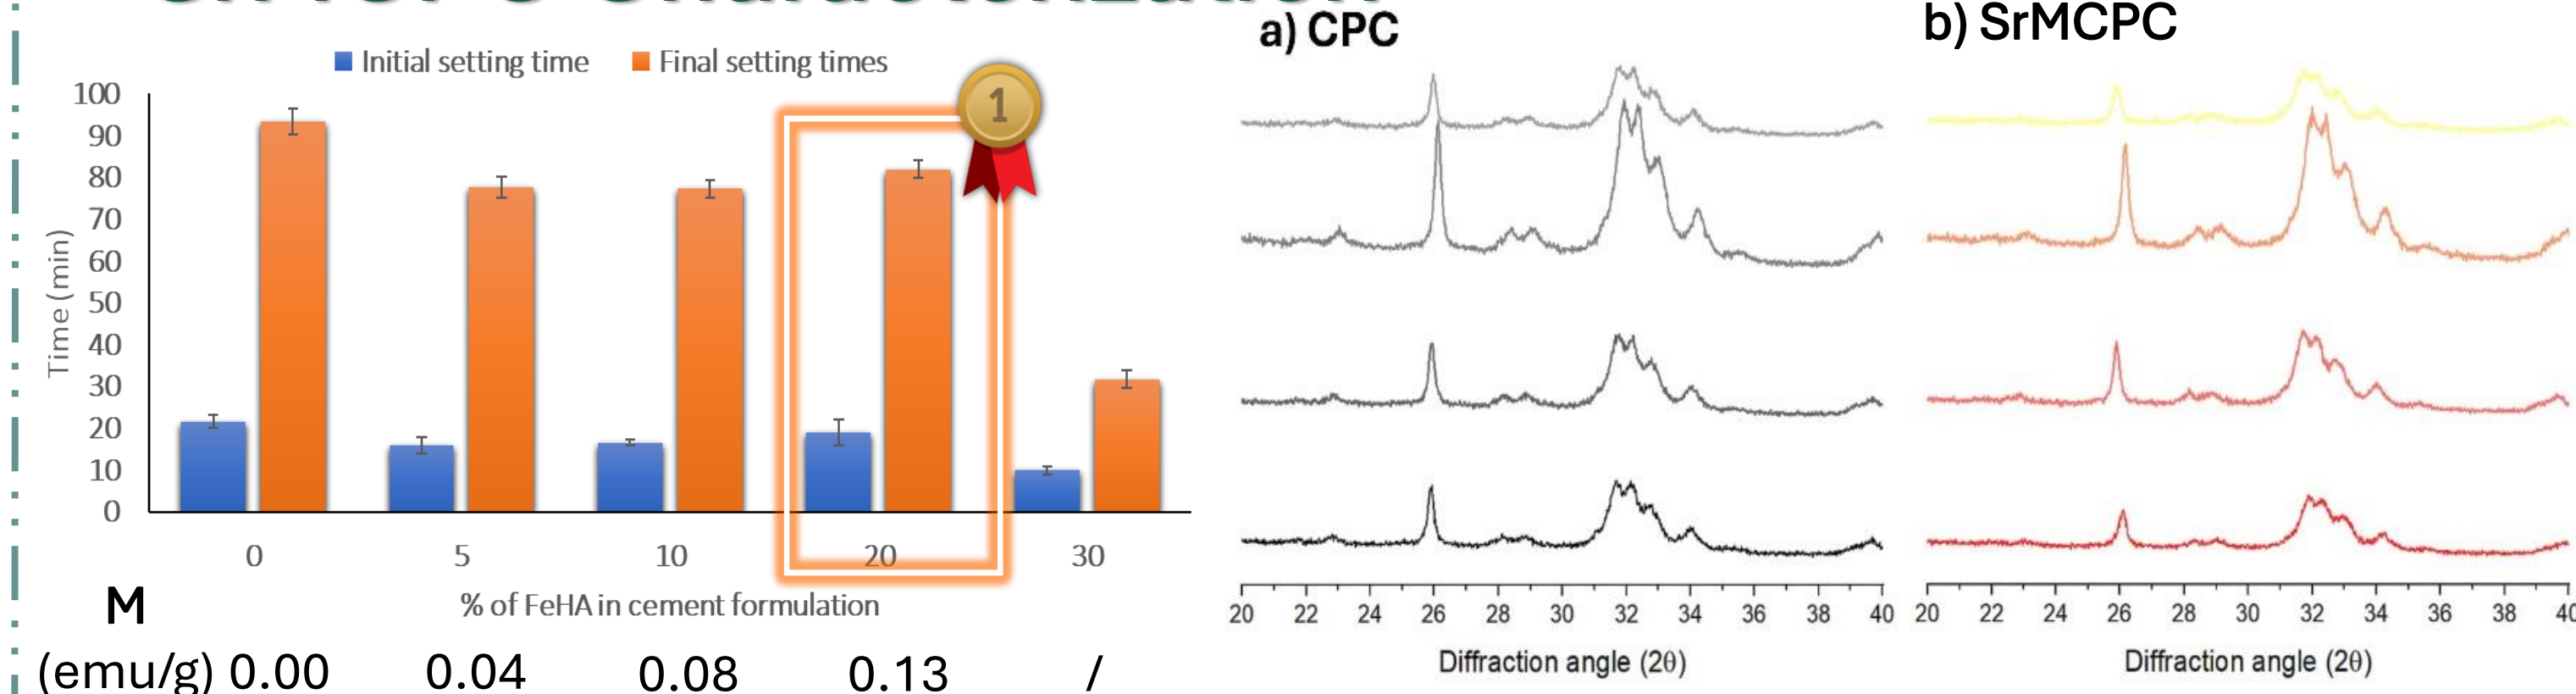 Initial setting time
Final setting times
1
100
90
80
70
60
50
40
30
20
10
0
Time (min)
0 5 10 20 30
% of FeHA in cement formulation
M
(emu/g) 0.00 0.04 0.08 0.13 /
a) CPC
20 22 24 26 28 30 32 34 36 38 40
Diffraction angle (2θ)
b) SrMCPC
20 22 24 26 28 30 32 34 36 38 40
Diffraction angle (2θ)